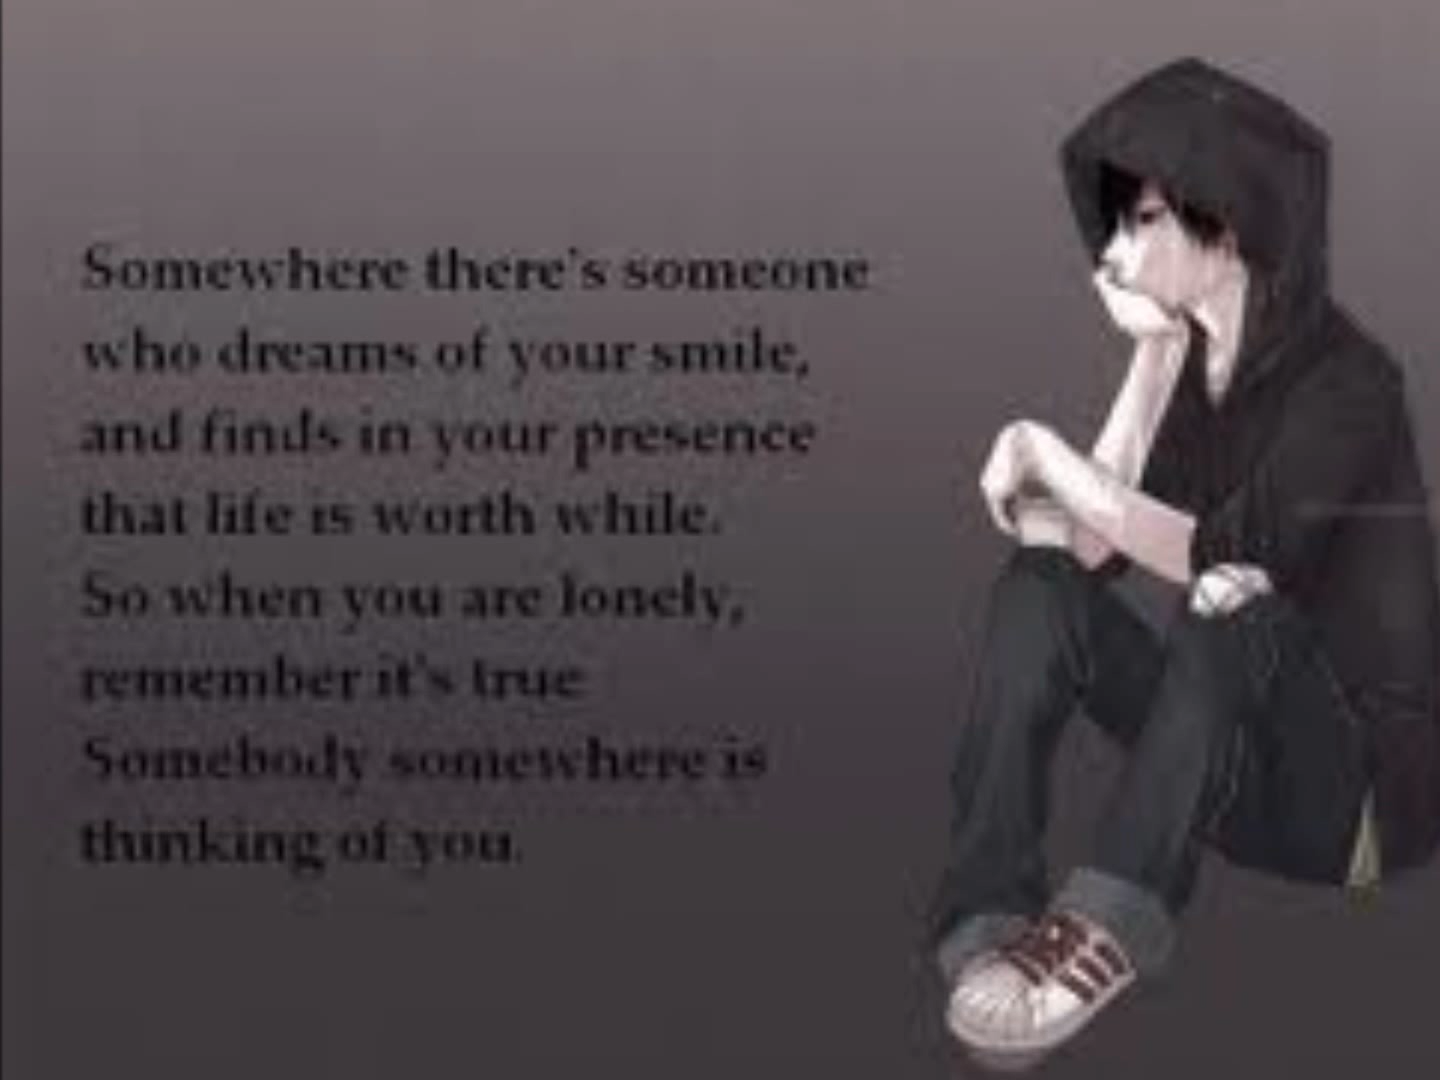 Somewhere there's someone
who dreams of your smile,
and finds in your presence
that life is worth while.
So when you are lonely,
remember it's true
Somebody somewhere is
thinking of you.